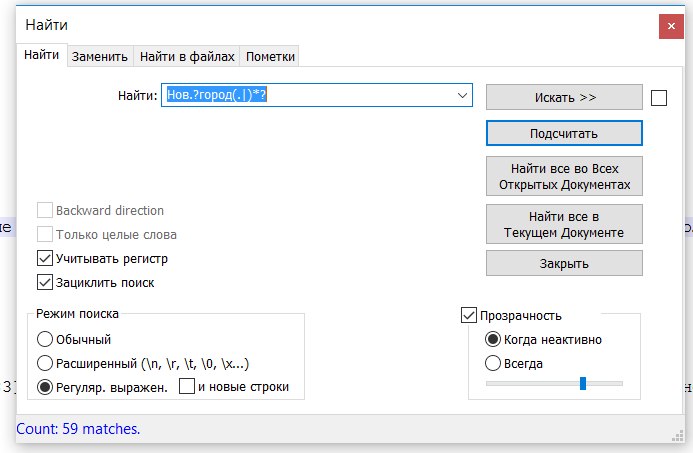 Найти
Найти
Заменить
Найти в файлах
Пометки
Найти: Нов.?город(.|)*?
Искать >>
Подсчитать
Найти все во Всех
Открытых Документах
Найти все в
Текущем Документе
Закрыть
Backward direction
Только целые слова
Учитывать регистр
Зациклить поиск
Режим поиска
Обычный
Расширенный (\n, \r, \t, \0, \x...)
Регуляр. выражен.
и новые строки
Прозрачность
Когда неактивно
Всегда
Count: 59 matches.